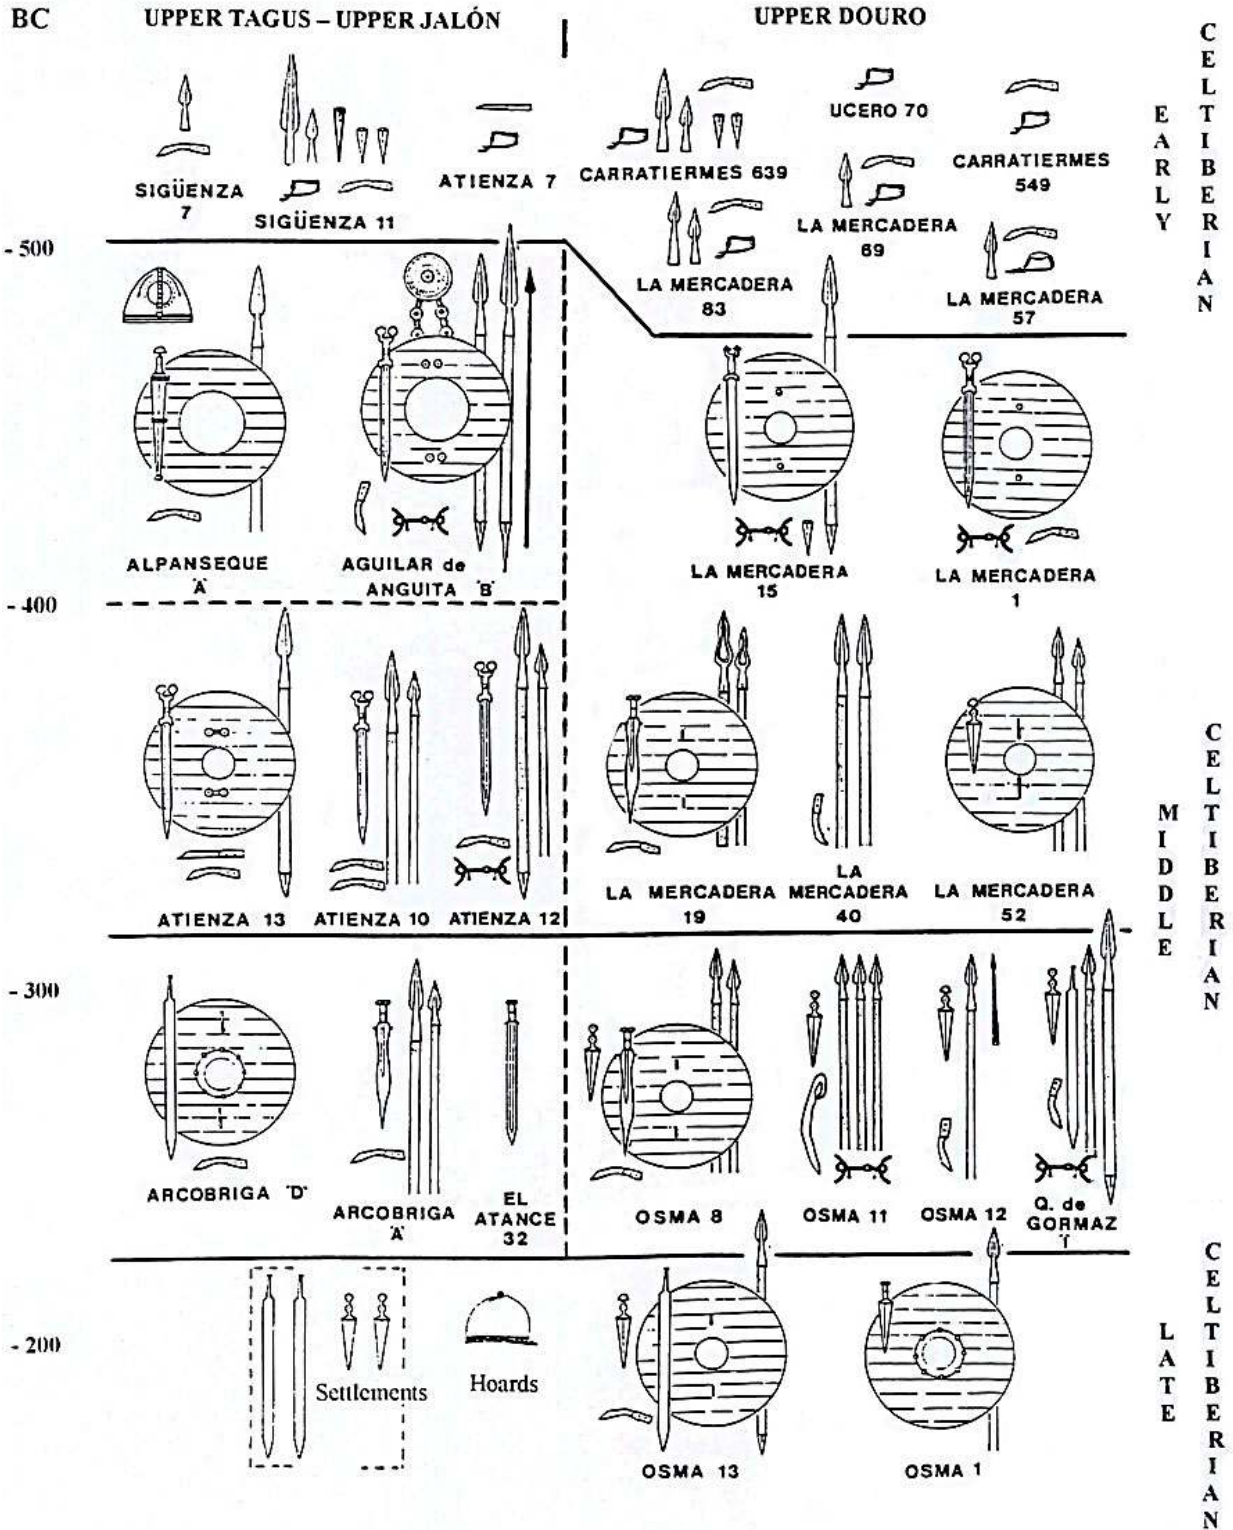 BC
UPPER TAGUS – UPPER JALÓN
UPPER DOURO
EARLY
CELTIBERIAN
SIGÜENZA
7
SIGÜENZA 11
ATIENZA 7
CARRATIERMES 639
UCERO 70
CARRATIERMES
549
LA MERCADERA
69
LA MERCADERA
83
LA MERCADERA
57
- 500
ALPANSEQUE
"A"
AGUILAR de
ANGUITA "B"
LA MERCADERA
15
LA MERCADERA
1
- 400
MIDDLE
CELTIBERIAN
ATIENZA 13
ATIENZA 10
ATIENZA 12
LA MERCADERA
19
LA
MERCADERA
40
LA MERCADERA
52
- 300
ARCOBRIGA "D"
ARCOBRIGA
"A"
EL
ATANCE
32
OSMA 8
OSMA 11
OSMA 12
Q. de
GORMAZ
"I"
- 200
LATE
CELTIBERIAN
Settlements
Hoards
OSMA 13
OSMA 1